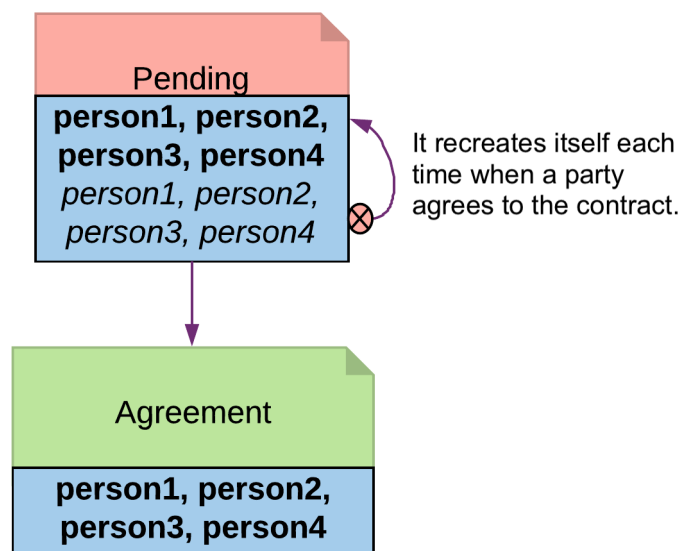 Pending
person1, person2,
person3, person4
person1, person2,
person3, person4
It recreates itself each
time when a party
agrees to the contract.
Agreement
person1, person2,
person3, person4